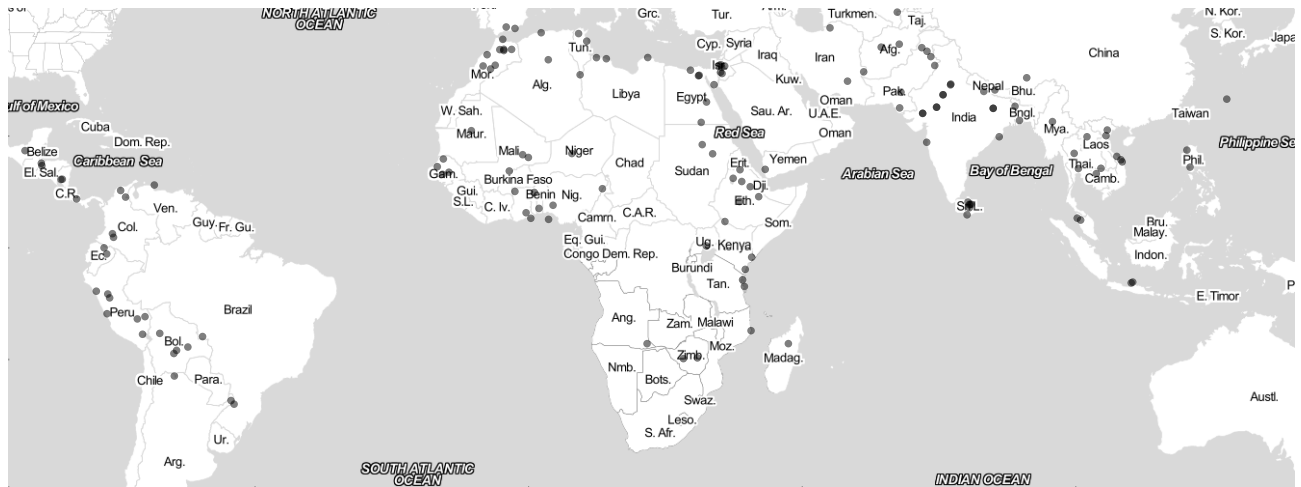 NORTH ATLANTIC
OCEAN
Grc.
Tur.
Turkmen.
Taj.
N. Kor.
S. Kor.
Japa
Cyp.
Syria
Iraq
Iran
Afg.
China
Tun.
Isr.
Mor.
Alg.
Libya
Egypt
Kuw.
Pak.
Nepal
Bhu.
Gulf of Mexico
Cuba
W. Sah.
Sau. Ar.
U.A.E.
Oman
Oman
India
Bngl.
Mya.
Taiwan
Dom. Rep.
Maur.
Red Sea
Philippine Se
Belize
Caribbean Sea
Mali
Niger
Chad
Sudan
Erit.
Yemen
Arabian Sea
Bay of Bengal
Laos
Thai.
Camb.
Phil.
El. Sal.
Gam.
Burkina Faso
Dji.
C.R.
Gui.
Benin
Nig.
S.L.
C. Iv.
Eth.
Som.
S.L.
Ven.
Guy.
Fr. Gu.
Camrn.
C.A.R.
Bru.
Malay.
Col.
Eq. Gui.
Ug.
Kenya
Indon.
Ec.
Congo
Dem. Rep.
Burundi
Tan.
E. Timor
P
Peru
Brazil
Ang.
Zam.
Malawi
Bol.
Moz.
Zimb.
Madag.
Chile
Para.
Nmb.
Bots.
Swaz.
Austl.
Leso.
S. Afr.
Ur.
Arg.
SOUTH ATLANTIC
OCEAN
INDIAN OCEAN